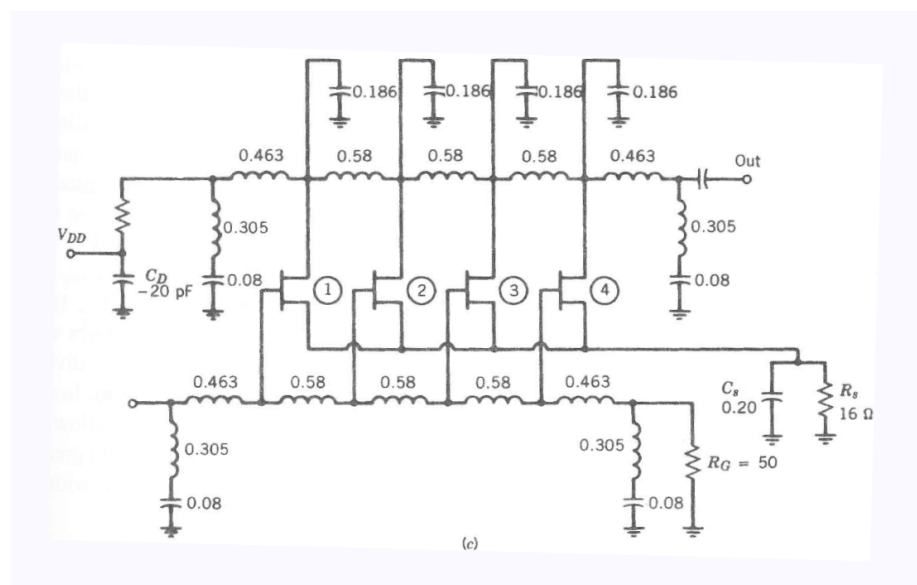 0.186 0.186 0.186 0.186
0.463 0.58 0.58 0.58 0.463 Out
0.305 0.305
V_DD
C_D
-20 pF 0.08 1 2 3 4 0.08
0.463 0.58 0.58 0.58 0.463
C_s
0.20
R_s
16 Ω
0.305 0.305
R_G = 50
0.08 0.08
(c)